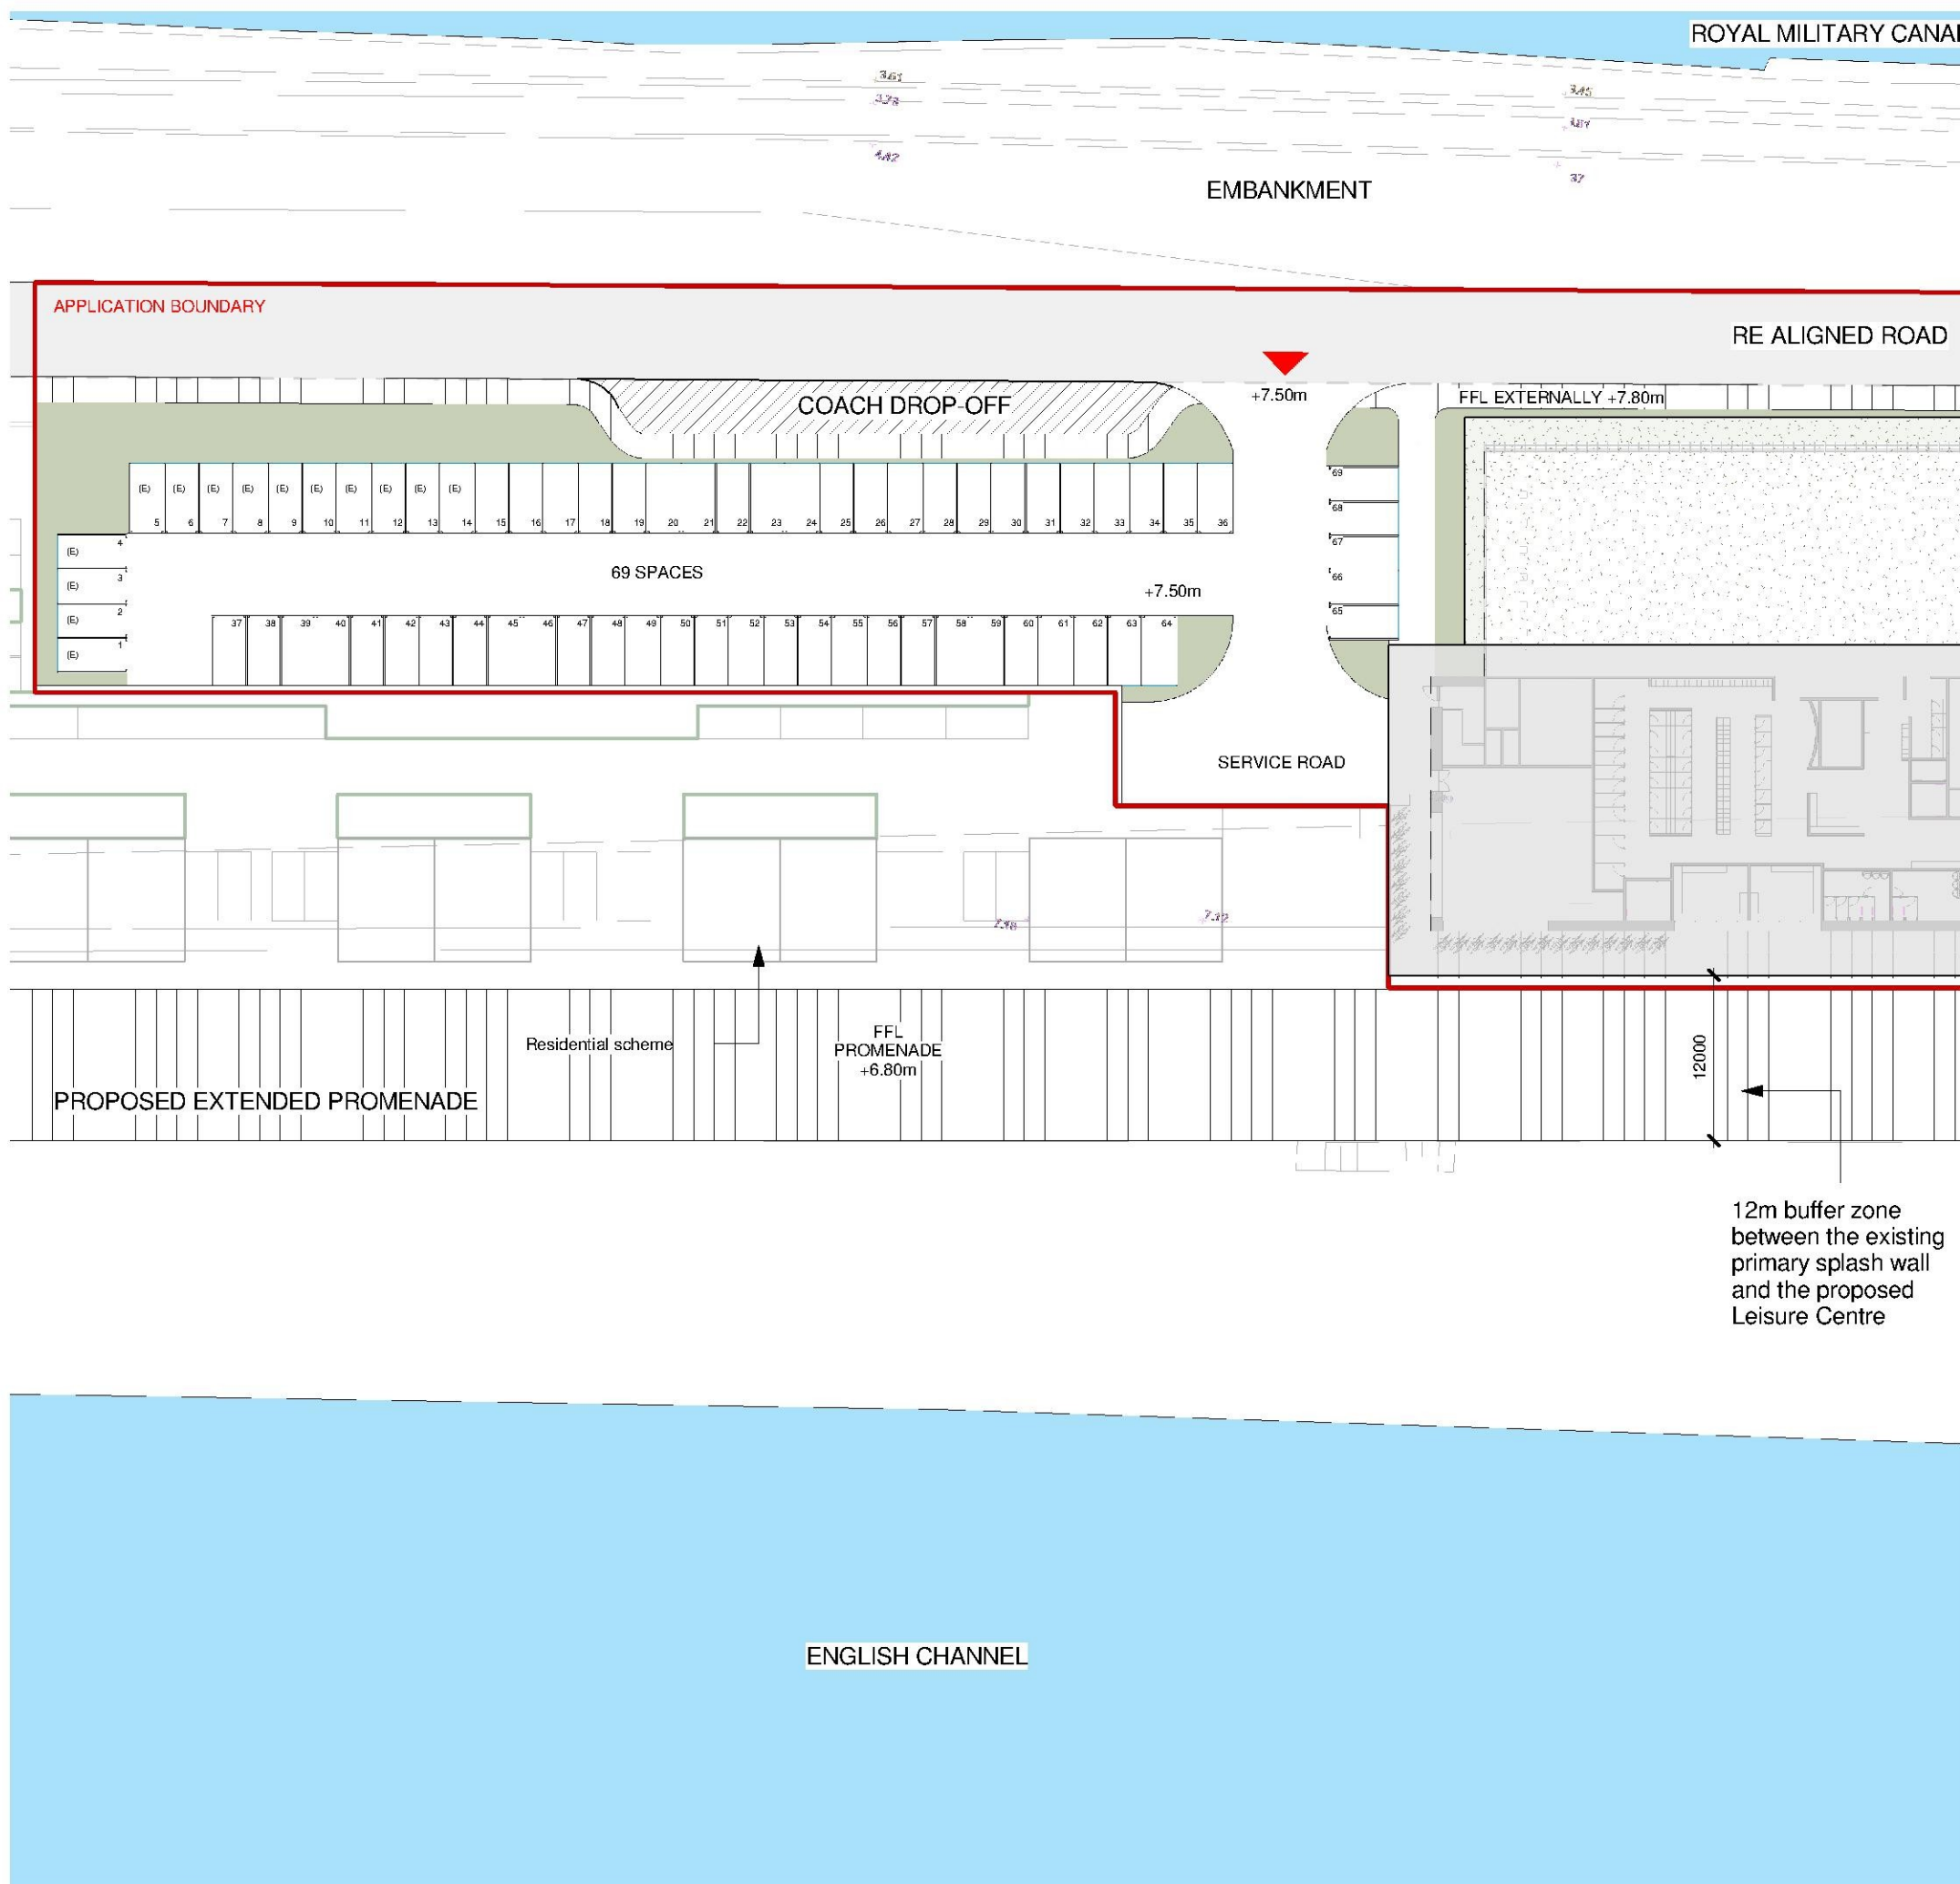 ROYAL MILITARY CANAL
3.61
3.45
EMBANKMENT
APPLICATION BOUNDARY
RE ALIGNED ROAD
+7.50m
FFL EXTERNALLY +7.80m
COACH DROP-OFF
69
(E) (E) (E) (E) (E) (E) (E) (E) (E) (E)
68
5 6 7 8 9 10 11 12 13 14 15 16 17 18 19 20 21 22 23 24 25 26 27 28 29 30 31 32 33 34 35 36
4
(E)
67
69 SPACES
3
(E)
66
+7.50m
2
(E)
65
37 38 39 40 41 42 43 44 45 46 47 48 49 50 51 52 53 54 55 56 57 58 59 60 61 62 63 64
1
(E)
SERVICE ROAD
7.32
Residential scheme
FFL
PROMENADE
+6.80m
12000
PROPOSED EXTENDED PROMENADE
12m buffer zone
between the existing
primary splash wall
and the proposed
Leisure Centre
ENGLISH CHANNEL